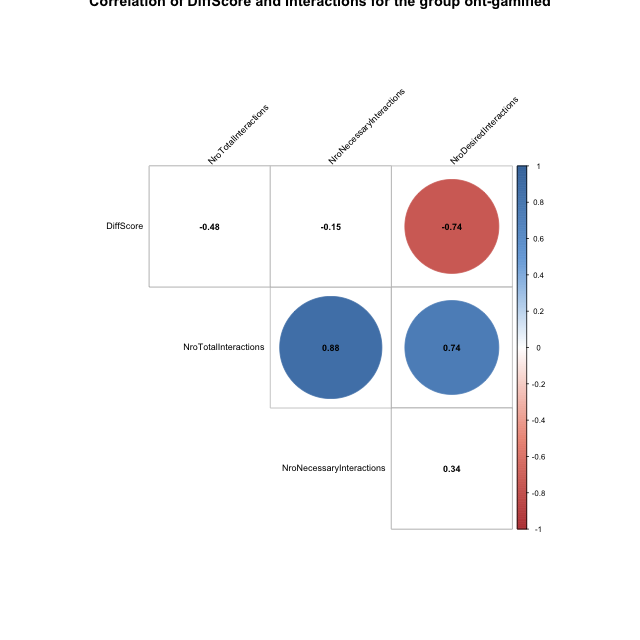 Correlation of DiffScore and Interactions for the group ont-gamified
NroTotalInteractions
NroNecessaryInteractions
NroDesiredInteractions
DiffScore
-0.48
-0.15
-0.74
NroTotalInteractions
0.88
0.74
NroNecessaryInteractions
0.34
1
0.8
0.6
0.4
0.2
0
-0.2
-0.4
-0.6
-0.8
-1